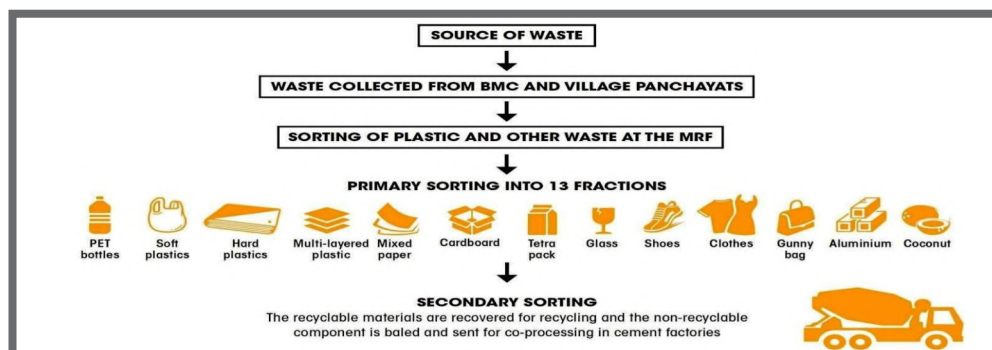 SOURCE OF WASTE
WASTE COLLECTED FROM BMC AND VILLAGE PANCHAYATS
SORTING OF PLASTIC AND OTHER WASTE AT THE MRF
PRIMARY SORTING INTO 13 FRACTIONS
PET
bottles
Soft
plastics
Hard
plastics
Multi-layered
plastic
Mixed
paper
Cardboard
Tetra
pack
Glass
Shoes
Clothes
Gunny
bag
Aluminium
Coconut
SECONDARY SORTING
The recyclable materials are recovered for recycling and the non-recyclable
component is baled and sent for co-processing in cement factories